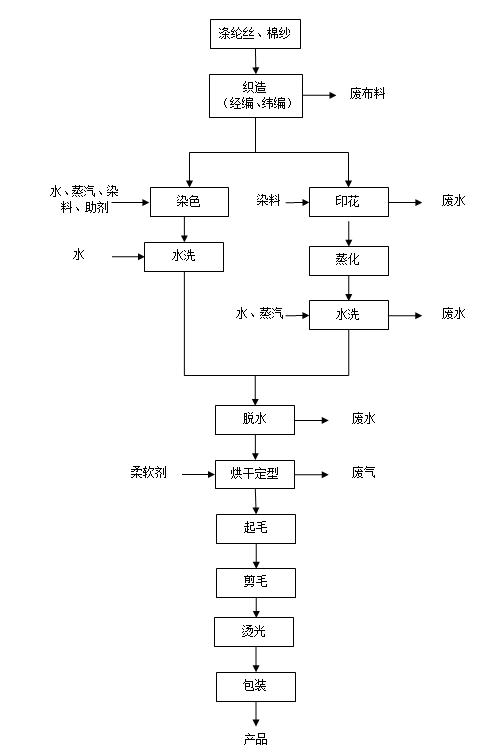 涤纶丝、棉纱
织造
（经编、纬编）
废布料
水、蒸汽、染
料、助剂
染色
染料
印花
废水
水
水洗
蒸化
水、蒸汽
水洗
废水
脱水
废水
柔软剂
烘干定型
废气
起毛
剪毛
烫光
包装
产品